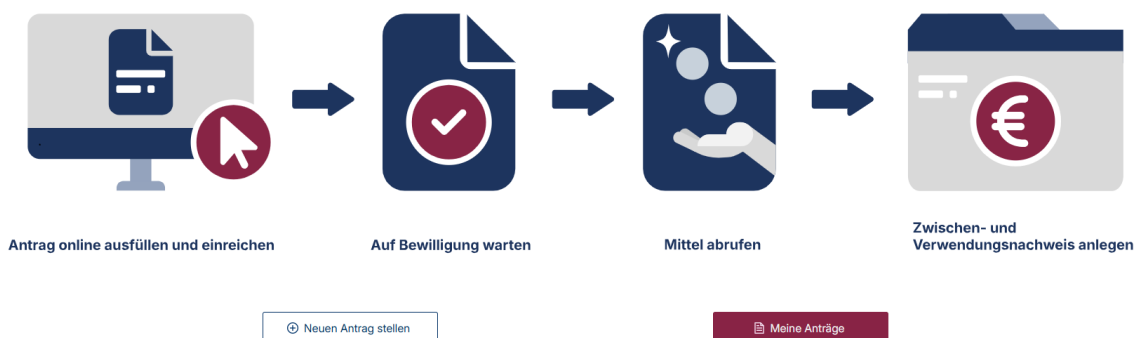 Antrag online ausfüllen und einreichen
Auf Bewilligung warten
Mittel abrufen
Zwischen- und
Verwendungsnachweis anlegen
Neuen Antrag stellen
Meine Anträge